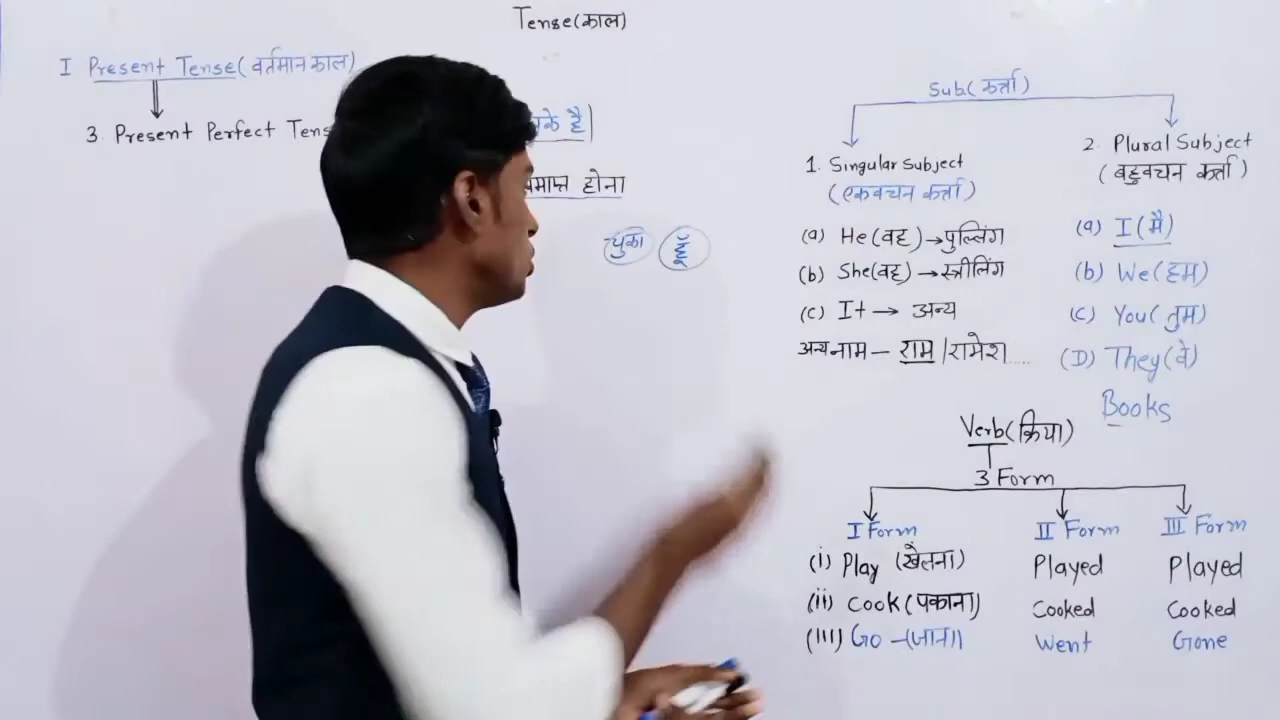 Tense(काल)
I Present Tense(वर्तमान काल)
3. Present Perfect Tens
के है|
समाप्त होना
चुका हूँ
Sub.(कर्त्ता)
1. Singular Subject
(एकवचन कर्त्ता)
(a) He(वह)→पुल्लिंग
(b) She(वह)→स्त्रीलिंग
(c) It→ अन्य
अन्य नाम — राम/रामेश.....
2. Plural Subject
(बहुवचन कर्त्ता)
(a) I(मै)
(b) We(हम)
(c) You(तुम)
(D) They(वे)
Books
Verb(क्रिया)
3 Form
I Form II Form III Form
(i) Play (खेलना) Played Played
(ii) Cook(पकाना) Cooked Cooked
(III) Go -(जाना) Went Gone